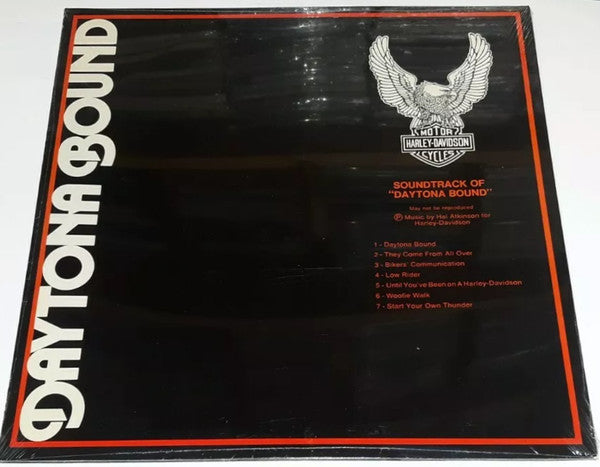 DAYTONA BOUND
MOTOR
HARLEY-DAVIDSON
CYCLES
SOUNDTRACK OF
"DAYTONA BOUND"
May not be reproduced
Ⓟ Music by Hal Atkinson for
Harley-Davidson
1 - Daytona Bound
2 - They Come From All Over
3 - Bikers' Communication
4 - Low Rider
5 - Until You've Been on A Harley-Davidson
6 - Woofie Walk
7 - Start Your Own Thunder